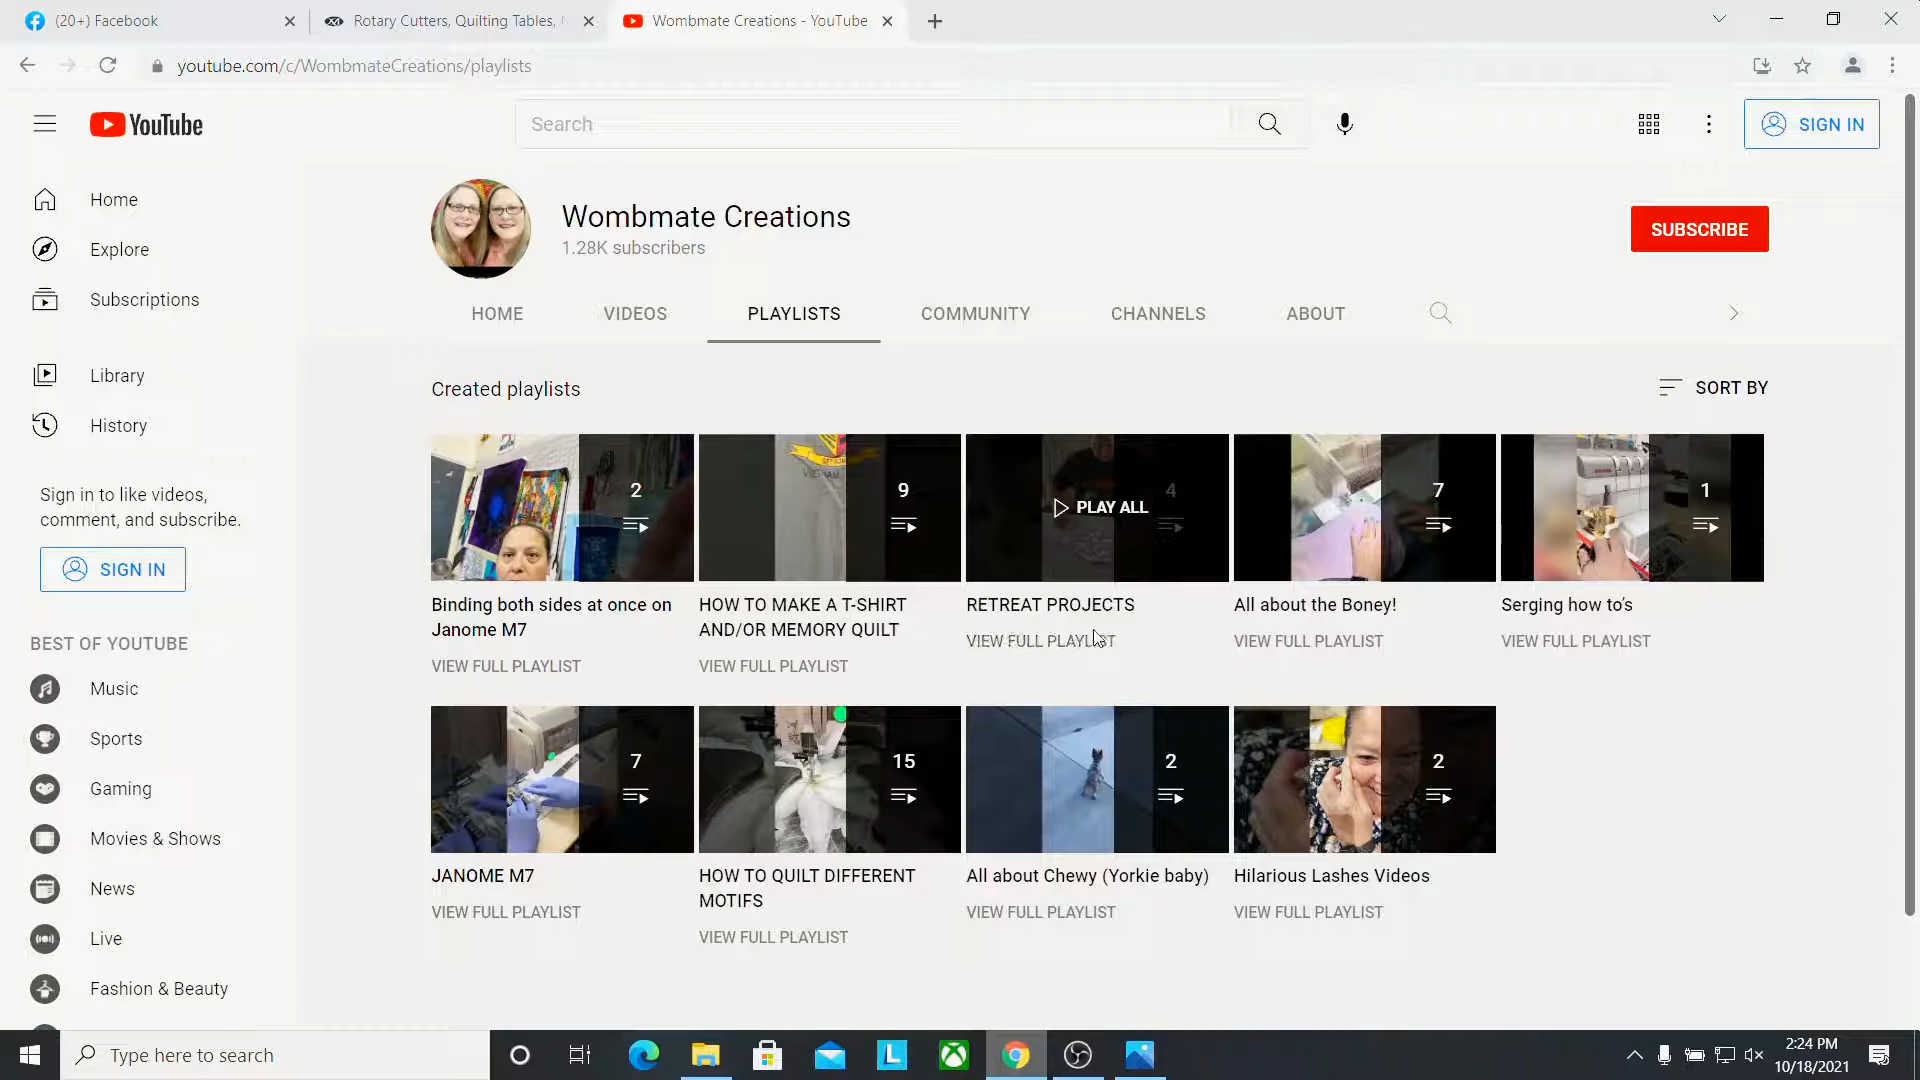 (20+) Facebook
Rotary Cutters, Quilting Tables,
Wombmate Creations - YouTube
youtube.com/c/WombmateCreations/playlists
YouTube
Search
SIGN IN
Home
Explore
Subscriptions
Library
History
Sign in to like videos,
comment, and subscribe.
SIGN IN
BEST OF YOUTUBE
Music
Sports
Gaming
Movies & Shows
News
Live
Fashion & Beauty
Wombmate Creations
1.28K subscribers
SUBSCRIBE
HOME
VIDEOS
PLAYLISTS
COMMUNITY
CHANNELS
ABOUT
Created playlists
SORT BY
2
Binding both sides at once on
Janome M7
VIEW FULL PLAYLIST
VIETNAM
9
HOW TO MAKE A T-SHIRT
AND/OR MEMORY QUILT
VIEW FULL PLAYLIST
PLAY ALL
4
RETREAT PROJECTS
VIEW FULL PLAYLIST
7
All about the Boney!
VIEW FULL PLAYLIST
1
Serging how to's
VIEW FULL PLAYLIST
7
JANOME M7
VIEW FULL PLAYLIST
15
HOW TO QUILT DIFFERENT
MOTIFS
VIEW FULL PLAYLIST
2
All about Chewy (Yorkie baby)
VIEW FULL PLAYLIST
2
Hilarious Lashes Videos
VIEW FULL PLAYLIST
Type here to search
L
2:24 PM
10/18/2021